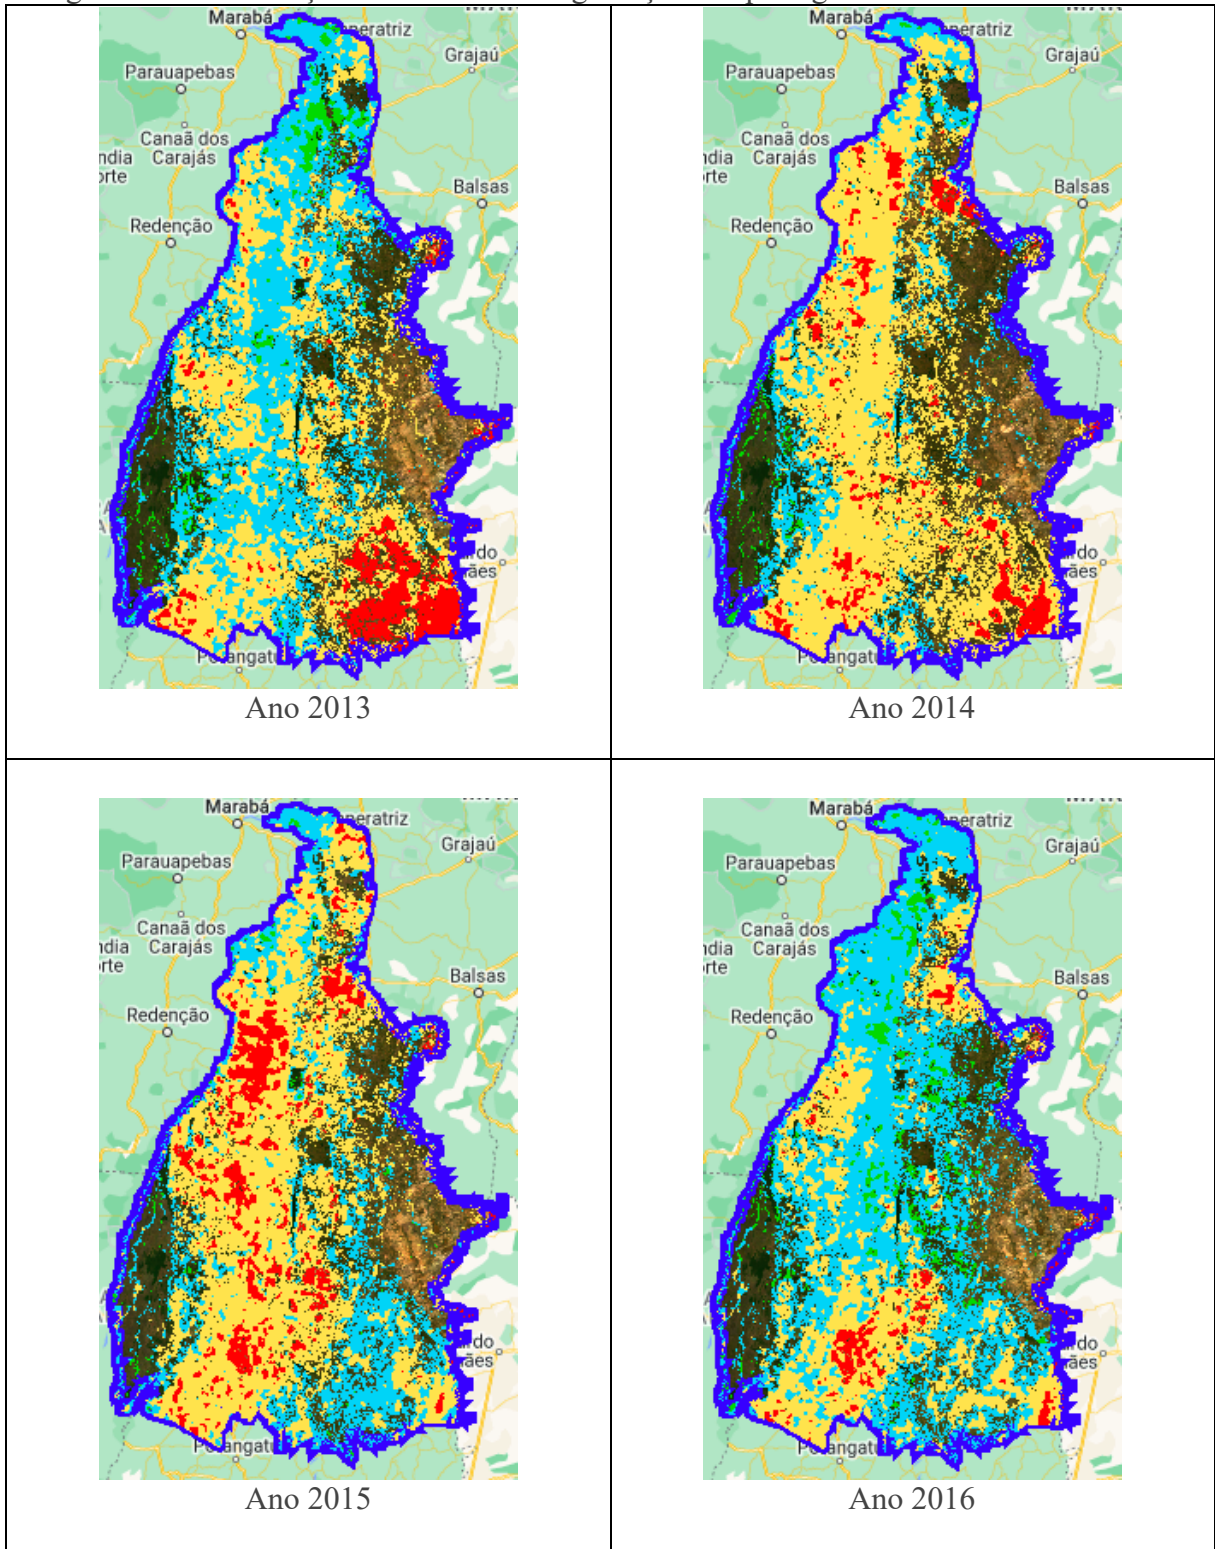 Marabá
Grajaú
Parauapebas
Canaã dos
Carajás
Balsas
Redenção
Ano 2013
Marabá
Grajaú
Parauapebas
Canaã dos
Carajás
Balsas
Redenção
Ano 2014
Marabá
Grajaú
Parauapebas
Canaã dos
Carajás
Balsas
Redenção
Ano 2015
Marabá
Grajaú
Parauapebas
Canaã dos
Carajás
Balsas
Redenção
Ano 2016